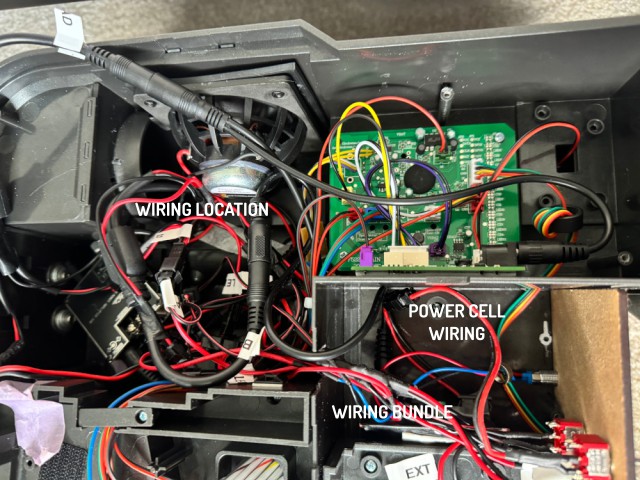 D
WIRING LOCATION
POWER CELL
WIRING
WIRING BUNDLE
EXT